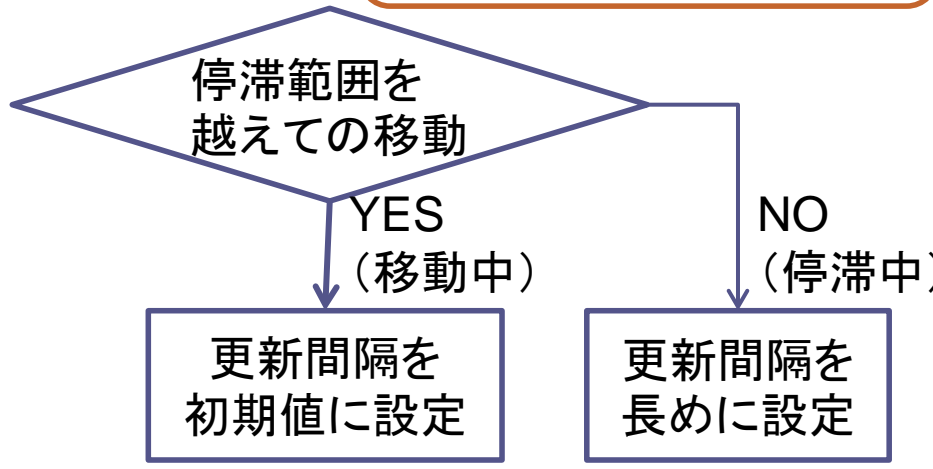 停滞範囲を
越えての移動
YES
（移動中）
NO
（停滞中）
更新間隔を
初期値に設定
更新間隔を
長めに設定